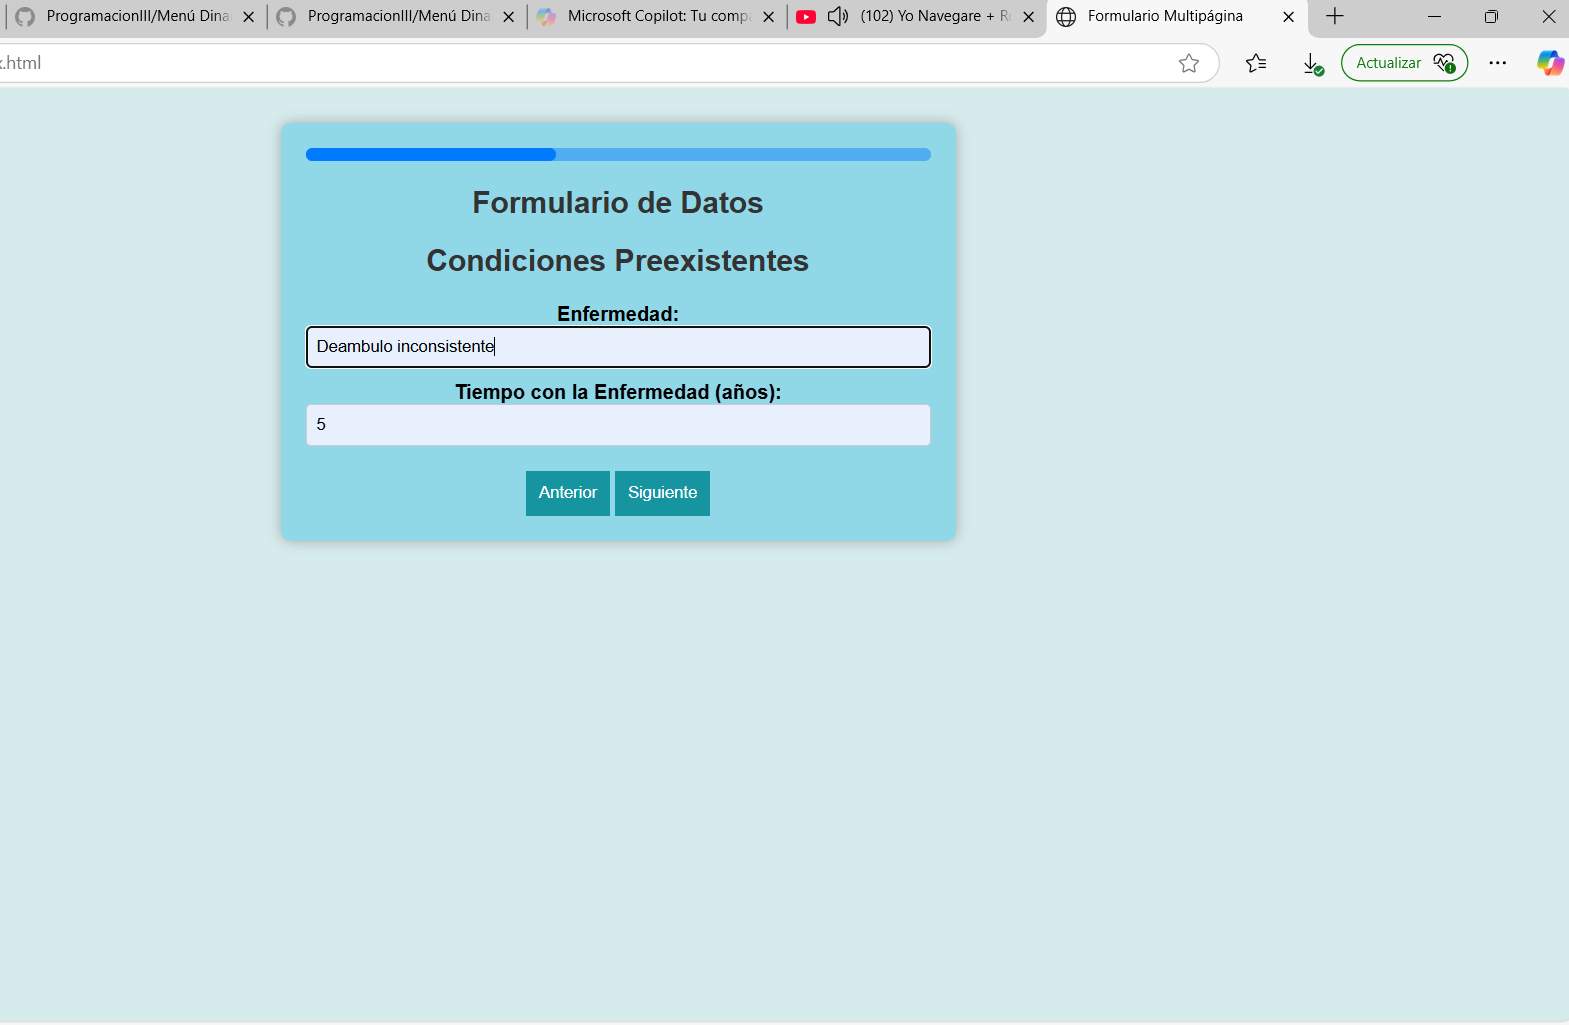 ProgramacionIII/Menú Dina
ProgramacionIII/Menú Dina
Microsoft Copilot: Tu comp
(102) Yo Navegare + R
Formulario Multipágina
.html
Actualizar
Formulario de Datos
Condiciones Preexistentes
Enfermedad:
Deambulo inconsistente
Tiempo con la Enfermedad (años):
5
Anterior
Siguiente